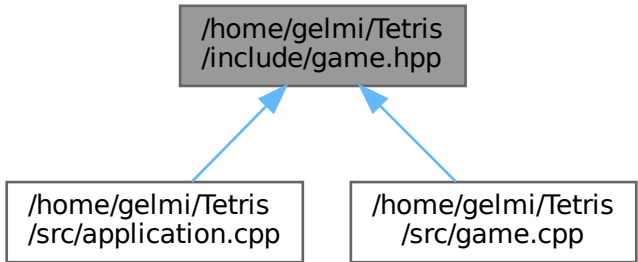 /home/gelmi/Tetris
/include/game.hpp
/home/gelmi/Tetris
/src/application.cpp
/home/gelmi/Tetris
/src/game.cpp